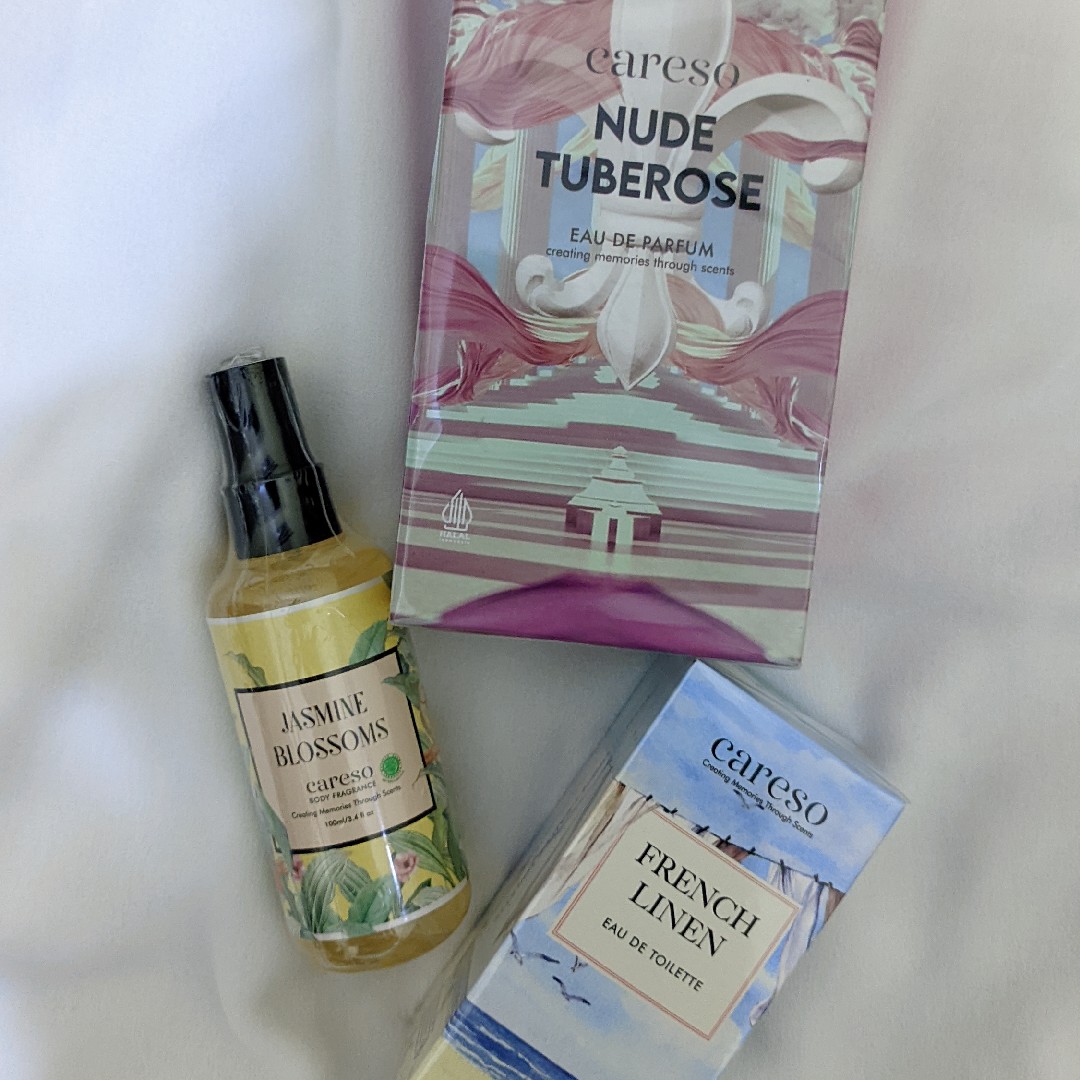 careso
NUDE
TUBEROSE
EAU DE PARFUM
creating memories through scents
HALAL
JASMINE
BLOSSOMS
careso
BODY FRAGRANCE
Creating Memories Through Scents
100ml/3.4 fl oz
careso
Creating Memories Through Scents
FRENCH
LINEN
EAU DE TOILETTE